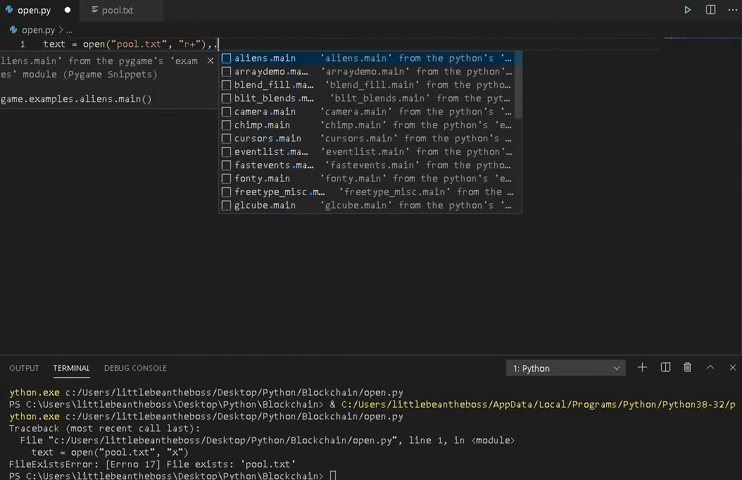 open.py
pool.txt
open.py > ...
1 text = open("pool.txt", "r+"),.
aliens.main 'aliens.main' from the python's '...
arraydemo.ma... 'arraydemo.main' from the pyth...
blend_fill.ma... 'blend_fill.main' from the pyt...
blit_blends.m... 'blit_blends.main' from the pyt...
camera.main 'camera.main' from the python's '...
chimp.main 'chimp.main' from the python's 'e...
cursors.main 'cursors.main' from the python's '...
eventlist.ma... 'eventlist.main' from the pyth...
fastevents.ma... 'fastevents.main' from the pyt...
fonty.main 'fonty.main' from the python's 'e...
freetype_misc.m... 'freetype_misc.main' from the ...
glcube.main 'glcube.main' from the python's '...
aliens.main' from the pygame's 'exam
es' module (Pygame Snippets)
game.examples.aliens.main()
OUTPUT TERMINAL DEBUG CONSOLE
1: Python
ython.exe c:/Users/littlebeantheboss/Desktop/Python/Blockchain/open.py
PS C:\Users\littlebeantheboss\Desktop\Python\Blockchain> & C:/Users/littlebeantheboss/AppData/Local/Programs/Python/Python38-32/p
ython.exe c:/Users/littlebeantheboss/Desktop/Python/Blockchain/open.py
Traceback (most recent call last):
File "c:/Users/littlebeantheboss/Desktop/Python/Blockchain/open.py", line 1, in <module>
text = open("pool.txt", "x")
FileExistsError: [Errno 17] File exists: 'pool.txt'
PS C:\Users\littlebeantheboss\Desktop\Python\Blockchain>